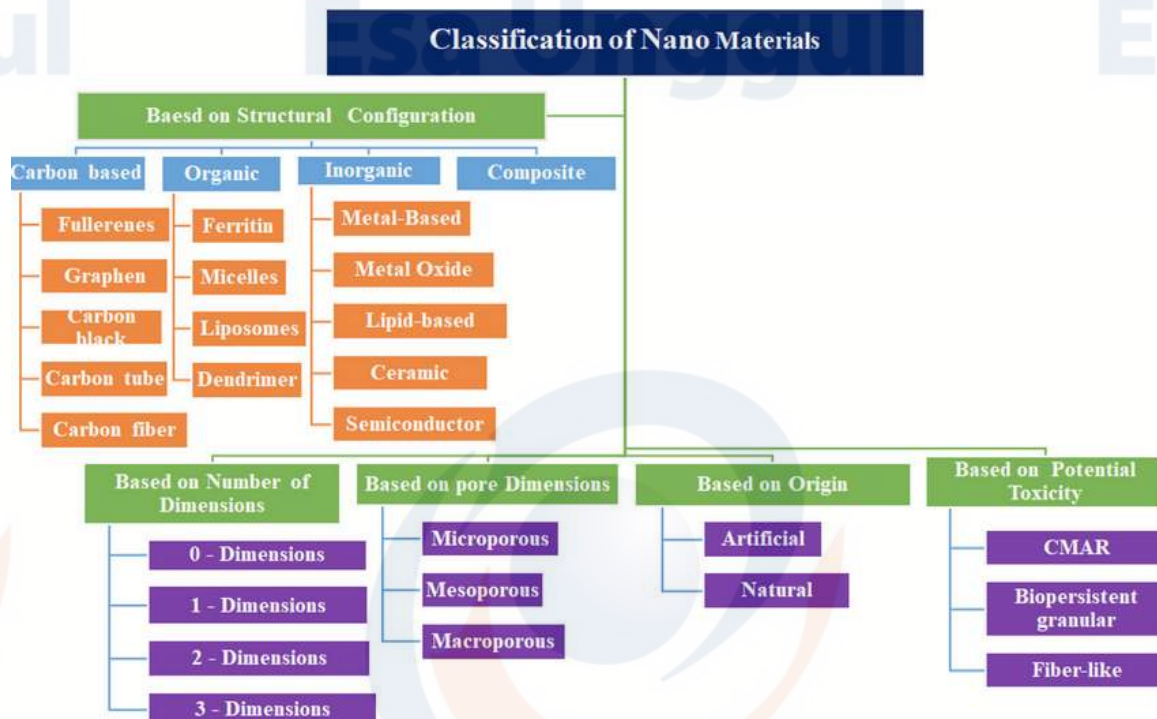 Esa Unggul
Classification of Nano Materials
Baesd on Structural Configuration
Carbon based
Fullerenes
Graphen
Carbon
black
Carbon tube
Carbon fiber
Organic
Ferritin
Micelles
Liposomes
Dendrimer
Inorganic
Metal-Based
Metal Oxide
Lipid-based
Ceramic
Semiconductor
Composite
Based on Number of
Dimensions
0 - Dimensions
1 - Dimensions
2 - Dimensions
3 - Dimensions
Based on pore Dimensions
Microporous
Mesoporous
Macroporous
Based on Origin
Artificial
Natural
Based on Potential
Toxicity
CMAR
Biopersistent
granular
Fiber-like